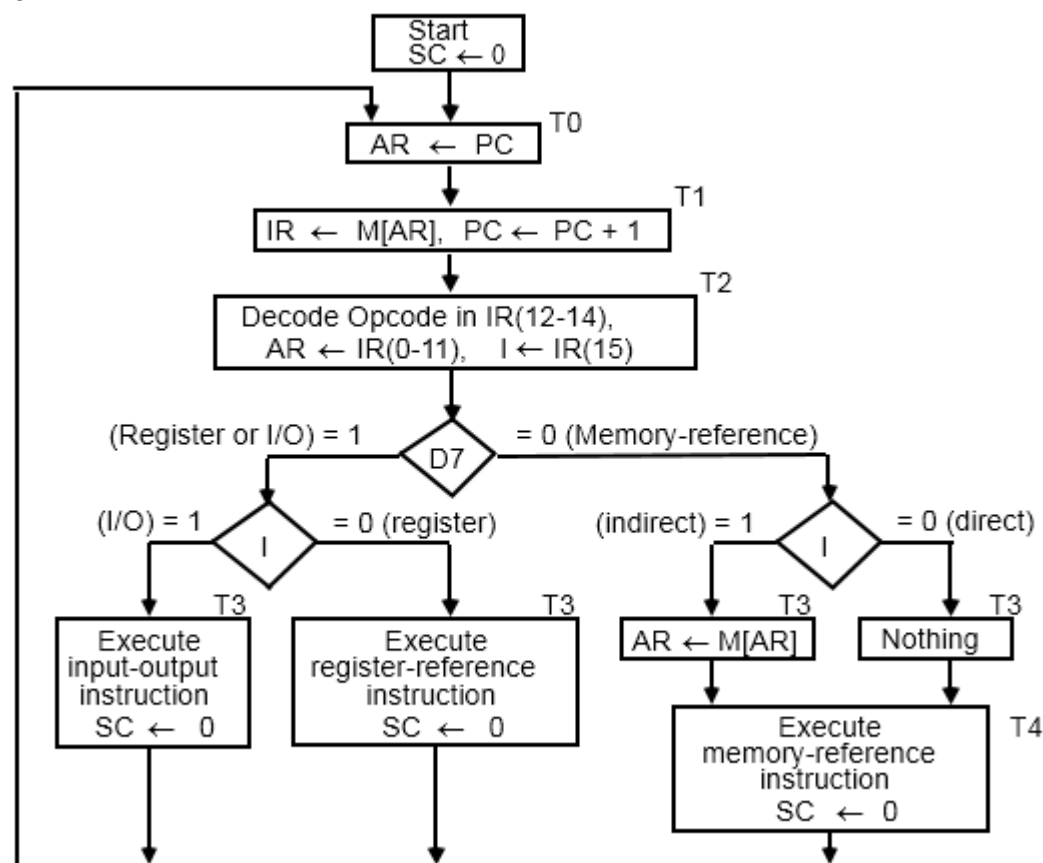 Start
SC ← 0
T0
AR ← PC
T1
IR ← M[AR], PC ← PC + 1
T2
Decode Opcode in IR(12-14),
AR ← IR(0-11), I ← IR(15)
(Register or I/O) = 1
D7
= 0 (Memory-reference)
(I/O) = 1
I
= 0 (register)
(indirect) = 1
I
= 0 (direct)
T3
Execute
input-output
instruction
SC ← 0
T3
Execute
register-reference
instruction
SC ← 0
T3
AR ← M[AR]
T3
Nothing
Execute
memory-reference
instruction
SC ← 0
T4